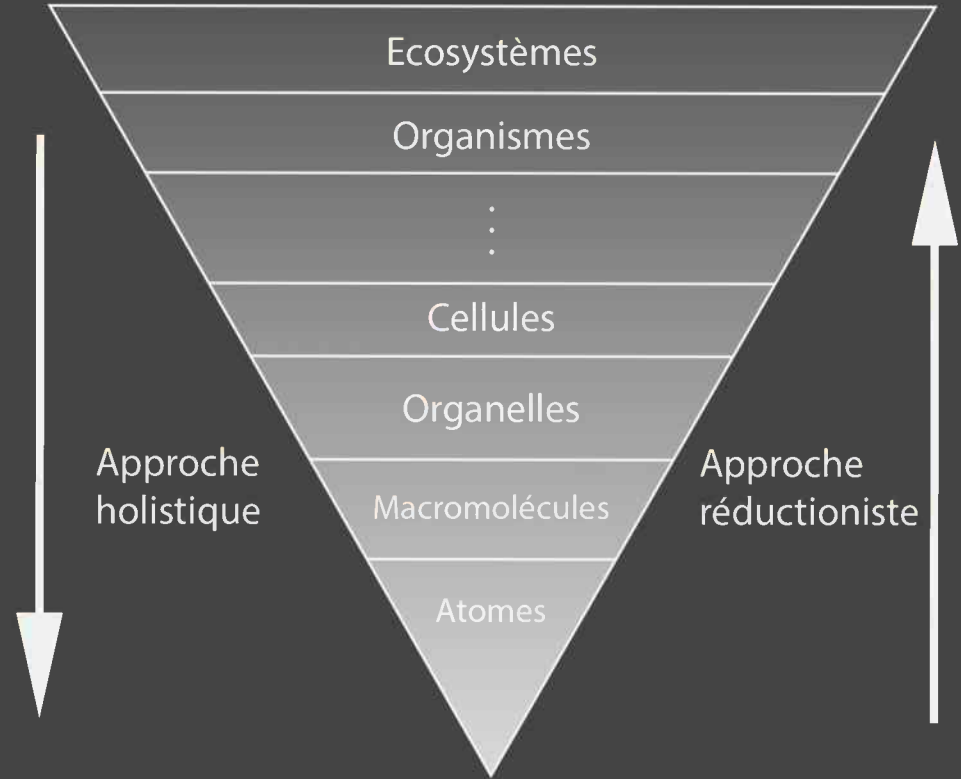 Ecosystèmes
Organismes
⋮
Cellules
Organelles
Macromolécules
Atomes
Approche
holistique
Approche
réductioniste